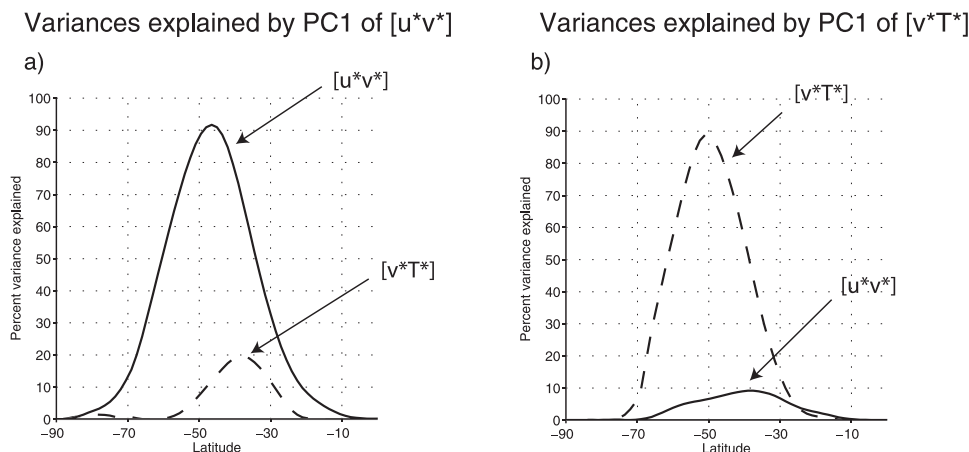 Variances explained by PC1 of [u*v*]
Variances explained by PC1 of [v*T*]
a)
[u*v*]
[v*T*]
Percent variance explained
100
90
80
70
60
50
40
30
20
10
0
−90
−70
−50
−30
−10
Latitude
b)
[v*T*]
[u*v*]
Percent variance explained
100
90
80
70
60
50
40
30
20
10
0
−90
−70
−50
−30
−10
Latitude